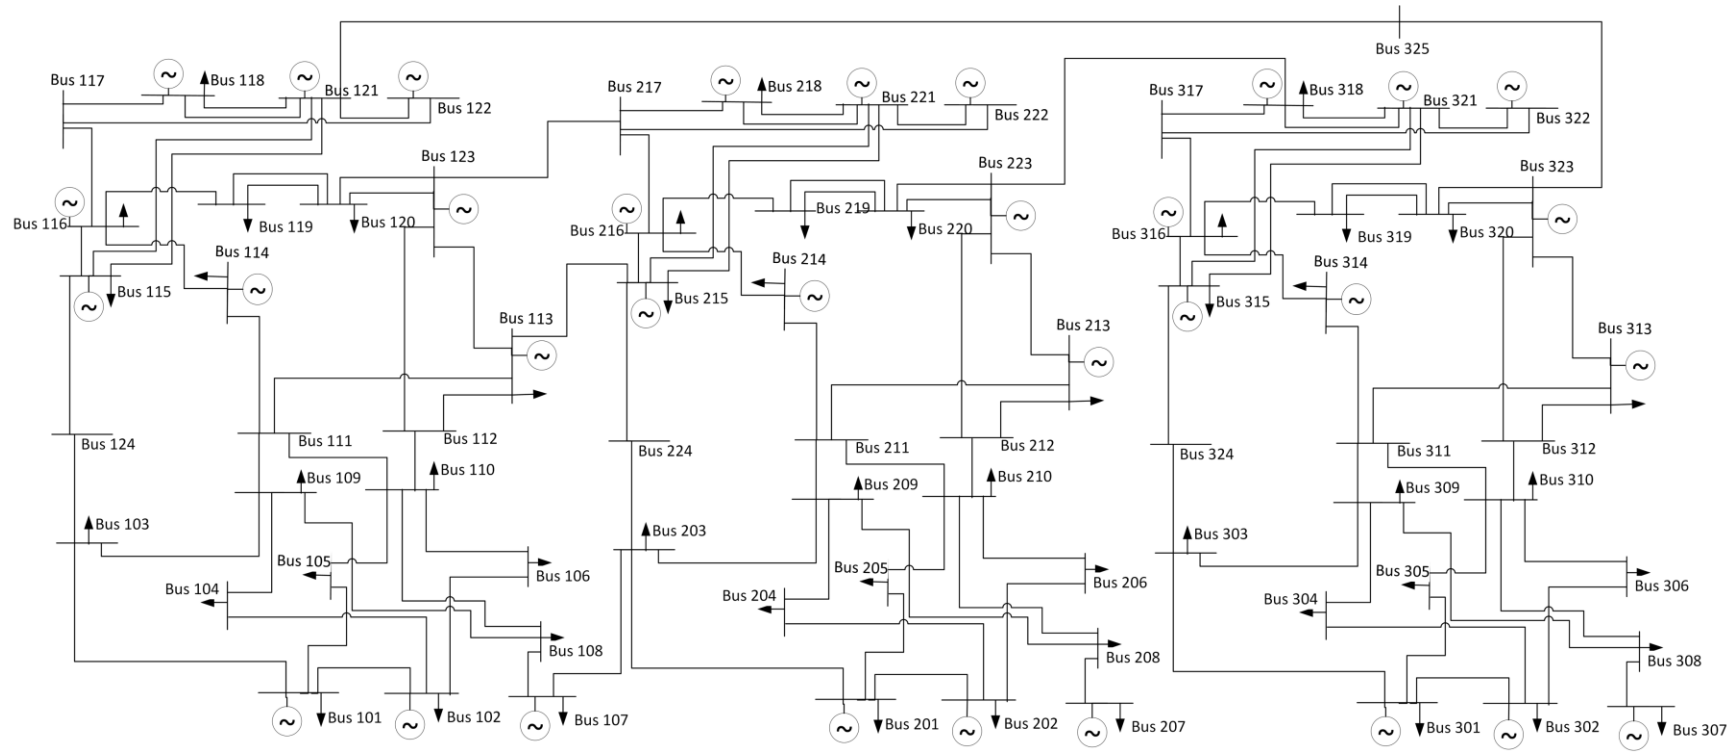 Bus 325
Bus 117
Bus 118
Bus 121
Bus 122
Bus 217
Bus 218
Bus 221
Bus 222
Bus 317
Bus 318
Bus 321
Bus 322
Bus 123
Bus 223
Bus 323
Bus 116
Bus 119
Bus 120
Bus 216
Bus 219
Bus 220
Bus 316
Bus 319
Bus 320
Bus 114
Bus 214
Bus 314
Bus 115
Bus 215
Bus 315
Bus 113
Bus 213
Bus 313
Bus 124
Bus 111
Bus 112
Bus 224
Bus 211
Bus 212
Bus 324
Bus 311
Bus 312
Bus 109
Bus 110
Bus 209
Bus 210
Bus 309
Bus 310
Bus 103
Bus 203
Bus 303
Bus 105
Bus 106
Bus 205
Bus 206
Bus 305
Bus 306
Bus 104
Bus 204
Bus 304
Bus 108
Bus 208
Bus 308
Bus 101
Bus 102
Bus 107
Bus 201
Bus 202
Bus 207
Bus 301
Bus 302
Bus 307